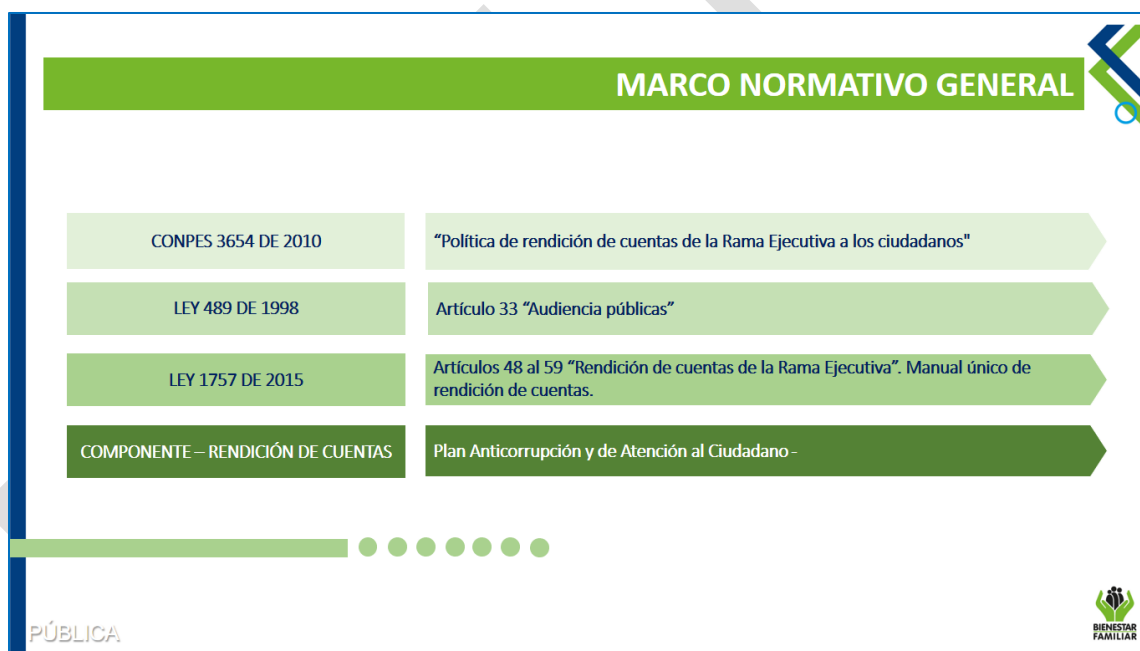 MARCO NORMATIVO GENERAL
CONPES 3654 DE 2010
“Política de rendición de cuentas de la Rama Ejecutiva a los ciudadanos"
LEY 489 DE 1998
Artículo 33 “Audiencia públicas”
LEY 1757 DE 2015
Artículos 48 al 59 “Rendición de cuentas de la Rama Ejecutiva”. Manual único de
rendición de cuentas.
COMPONENTE – RENDICIÓN DE CUENTAS
Plan Anticorrupción y de Atención al Ciudadano -
PÚBLICA
BIENESTAR
FAMILIAR